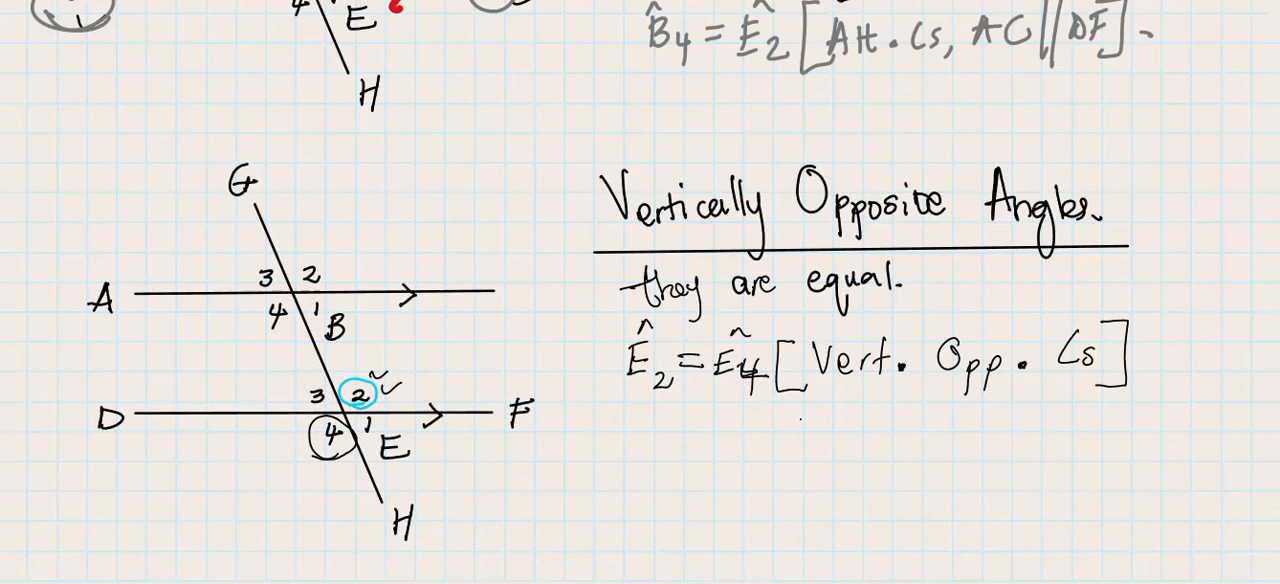 4
E
1
H
B̂4 = Ê2 [Alt. ∠s, AC || DF].
G
Vertically Opposite Angles.
they are equal.
3 2
A
4 1
B
Ê2 = Ê4 [Vert. Opp. ∠s]
3 2
D
F
4 1
E
H